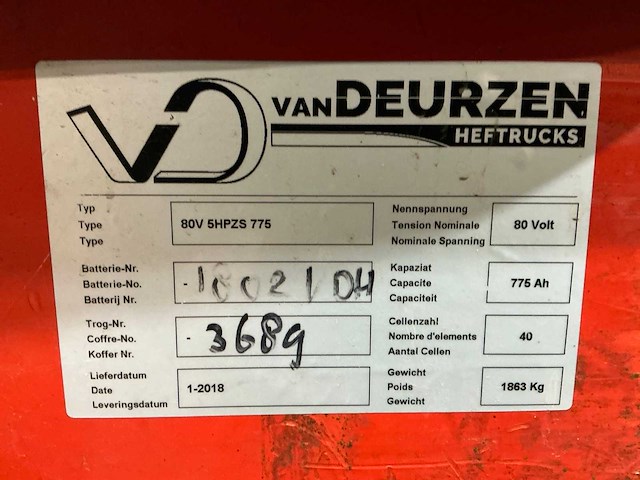 VANDEURZEN
HEFTRUCKS
Typ
Type
Type
80V 5HPZS 775
Nennspannung
Tension Nominale
Nominale Spanning
80 Volt
Batterie-Nr.
Batterie-No.
Batterij Nr.
Kapaziat
Capacite
Capaciteit
775 Ah
Trog-Nr.
Coffre-No.
Koffer Nr.
- 3689
Cellenzahl
Nombre d'elements
Aantal Cellen
40
Lieferdatum
Date
Leveringsdatum
1-2018
Gewicht
Poids
Gewicht
1863 Kg